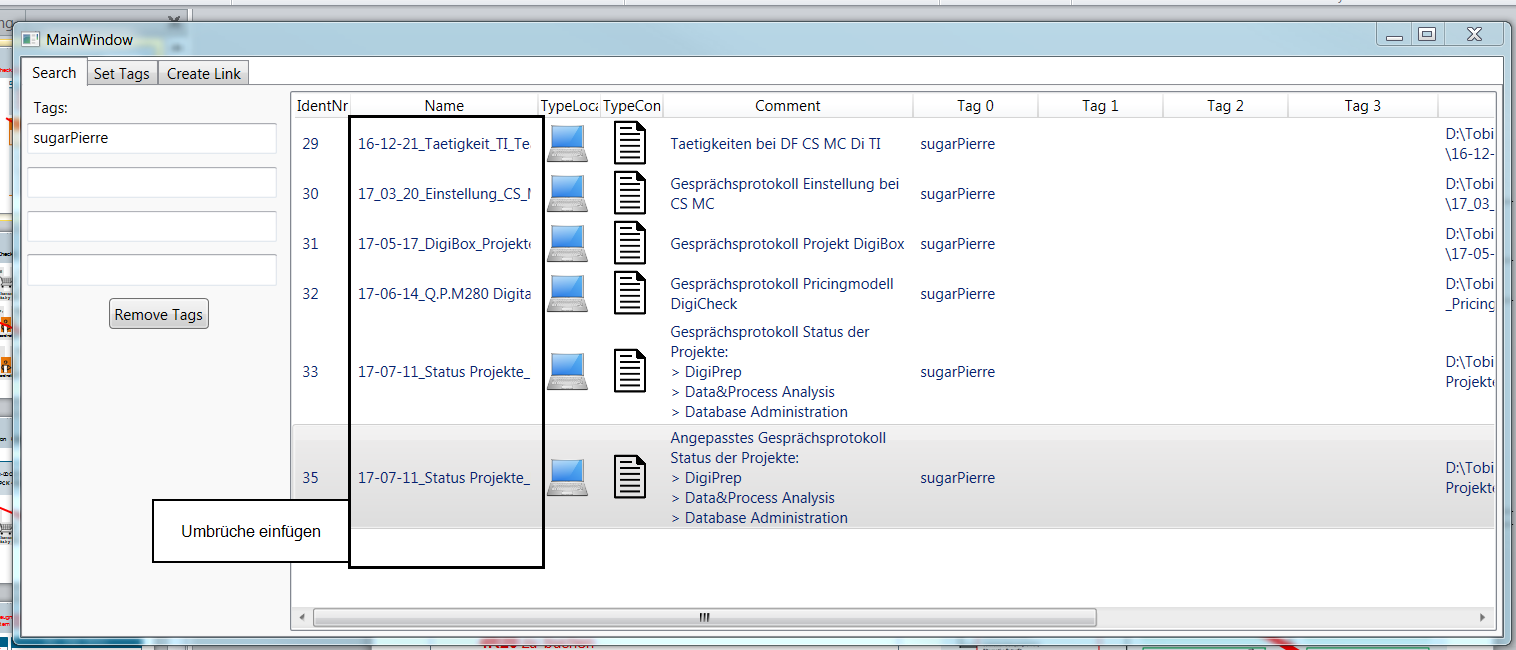 MainWindow
Search
Set Tags
Create Link
Tags:
sugarPierre
Remove Tags
IdentNr
Name
TypeLoca
TypeCon
Comment
Tag 0
Tag 1
Tag 2
Tag 3
29
16-12-21_Taetigkeit_TI_Te
Taetigkeiten bei DF CS MC Di TI
sugarPierre
D:\Tobi
\16-12-
30
17_03_20_Einstellung_CS_
Gesprächsprotokoll Einstellung bei
CS MC
sugarPierre
D:\Tobi
\17_03_
31
17-05-17_DigiBox_Projekte
Gesprächsprotokoll Projekt DigiBox
sugarPierre
D:\Tobi
\17-05-
32
17-06-14_Q.P.M280 Digita
Gesprächsprotokoll Pricingmodell
DigiCheck
sugarPierre
D:\Tobi
_Pricing
33
17-07-11_Status Projekte_
Gesprächsprotokoll Status der
Projekte:
> DigiPrep
> Data&Process Analysis
> Database Administration
sugarPierre
D:\Tobi
Projekte
35
17-07-11_Status Projekte_
Angepasstes Gesprächsprotokoll
Status der Projekte:
> DigiPrep
> Data&Process Analysis
> Database Administration
sugarPierre
D:\Tobi
Projekte
Umbrüche einfügen